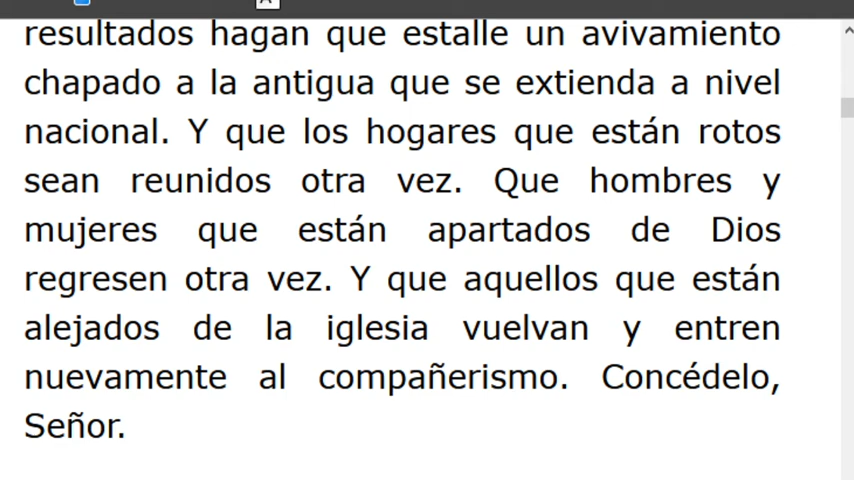 resultados hagan que estalle un avivamiento
chapado a la antigua que se extienda a nivel
nacional. Y que los hogares que están rotos
sean reunidos otra vez. Que hombres y
mujeres que están apartados de Dios
regresen otra vez. Y que aquellos que están
alejados de la iglesia vuelvan y entren
nuevamente al compañerismo. Concédelo,
Señor.